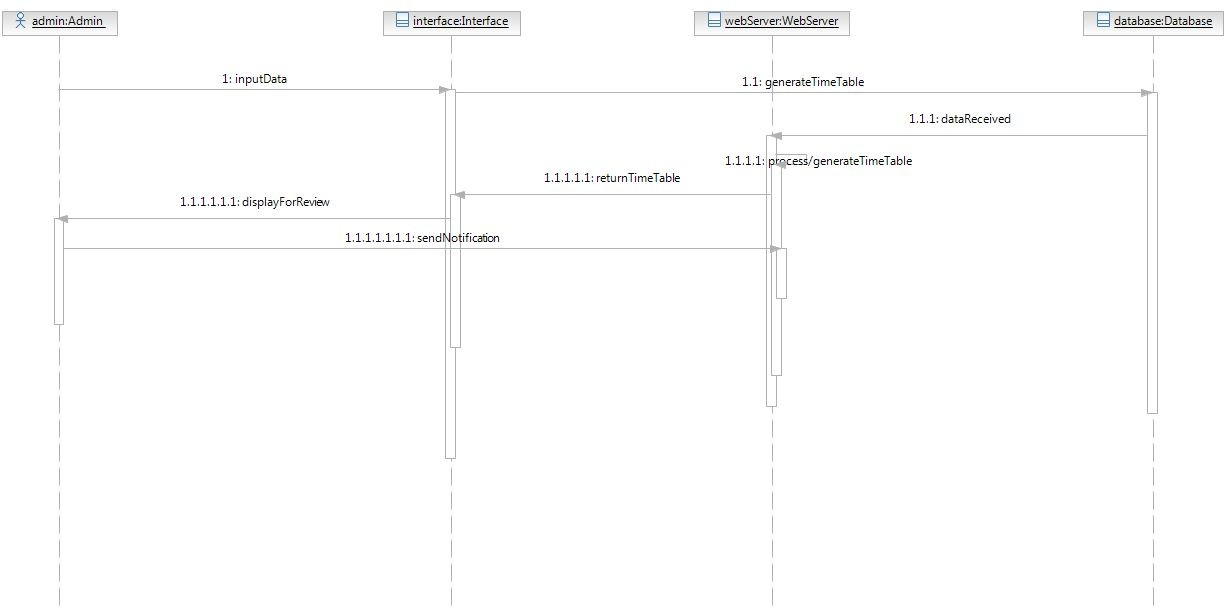 admin:Admin
interface:Interface
webServer:WebServer
database:Database
1: inputData
1.1: generateTimeTable
1.1.1: dataReceived
1.1.1.1: process/generateTimeTable
1.1.1.1.1: returnTimeTable
1.1.1.1.1.1: displayForReview
1.1.1.1.1.1.1: sendNotification